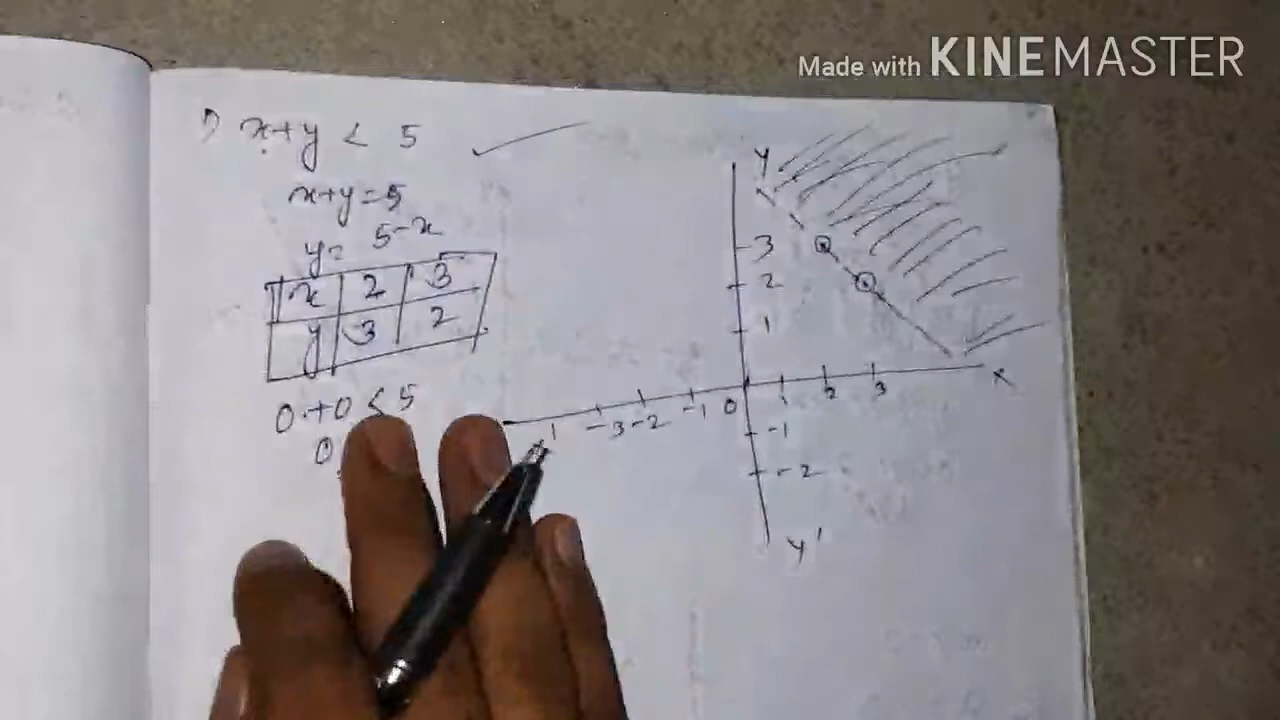 Made with KINEMASTER
1) x+y < 5
x+y=5
y= 5-x
x 2 3
y 3 2
0+0 < 5
0
Y
3
2
1
-3 -2 -1 0 1 2 3 X
-1
-2
Y'